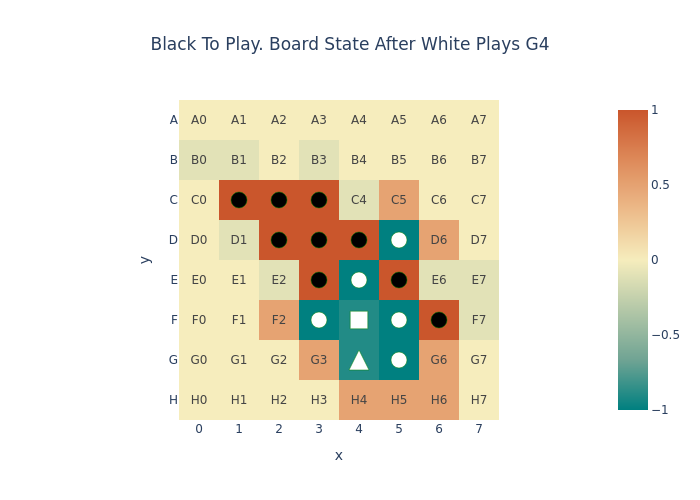 Black To Play. Board State After White Plays G4
A A0 A1 A2 A3 A4 A5 A6 A7 1
B B0 B1 B2 B3 B4 B5 B6 B7
C C0 C4 C5 C6 C7 0.5
D D0 D1 D6 D7
y E E0 E1 E2 E6 E7 0
F F0 F1 F2 F7 −0.5
G G0 G1 G2 G3 G6 G7
H H0 H1 H2 H3 H4 H5 H6 H7 −1
0 1 2 3 4 5 6 7
x